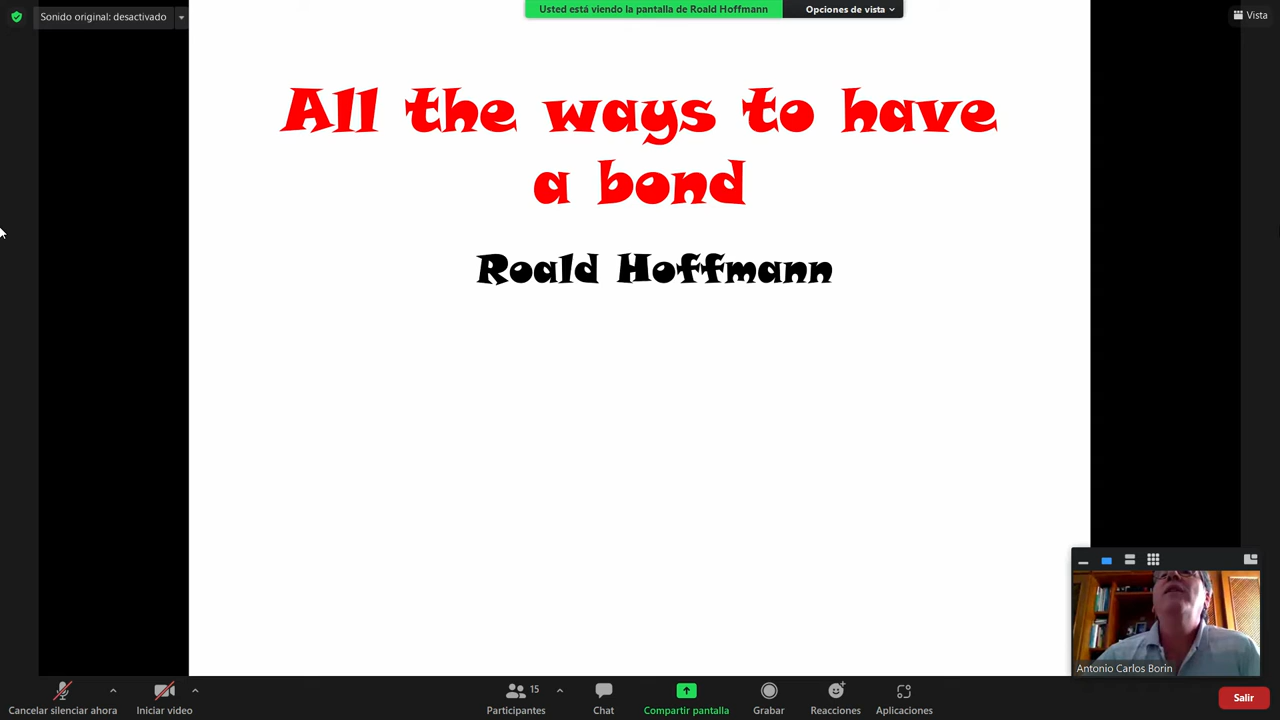 Sonido original: desactivado
Usted está viendo la pantalla de Roald Hoffmann
Opciones de vista
Vista
All the ways to have
a bond
Roald Hoffmann
Antonio Carlos Borin
Cancelar silenciar ahora
Iniciar video
Participantes
15
Chat
Compartir pantalla
Grabar
Reacciones
Aplicaciones
Salir